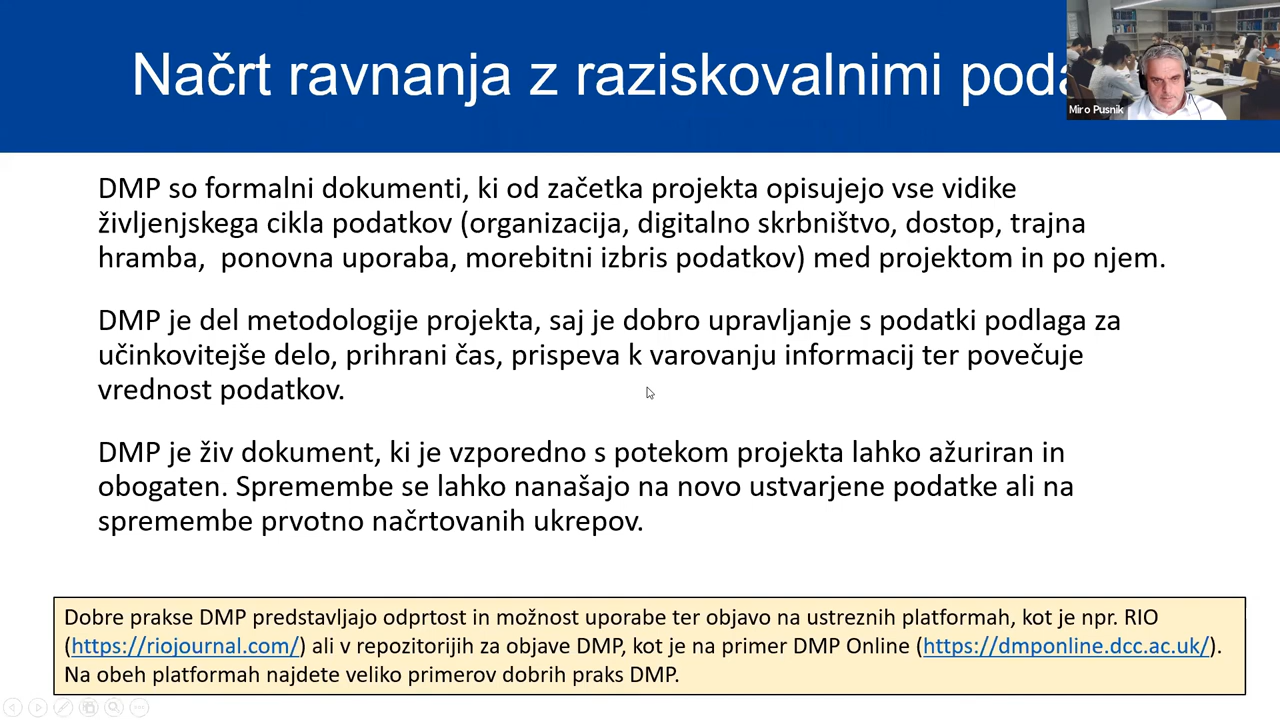 Načrt ravnanja z raziskovalnimi
Miro Pusnik
DMP so formalni dokumenti, ki od začetka projekta opisujejo vse vidike
življenjskega cikla podatkov (organizacija, digitalno skrbništvo, dostop, trajna
hramba,  ponovna uporaba, morebitni izbris podatkov) med projektom in po njem.
DMP je del metodologije projekta, saj je dobro upravljanje s podatki podlaga za
učinkovitejše delo, prihrani čas, prispeva k varovanju informacij ter povečuje
vrednost podatkov.
DMP je živ dokument, ki je vzporedno s potekom projekta lahko ažuriran in
obogaten. Spremembe se lahko nanašajo na novo ustvarjene podatke ali na
spremembe prvotno načrtovanih ukrepov.
Dobre prakse DMP predstavljajo odprtost in možnost uporabe ter objavo na ustreznih platformah, kot je npr. RIO
(https://riojournal.com/) ali v repozitorijih za objave DMP, kot je na primer DMP Online (https://dmponline.dcc.ac.uk/).
Na obeh platformah najdete veliko primerov dobrih praks DMP.